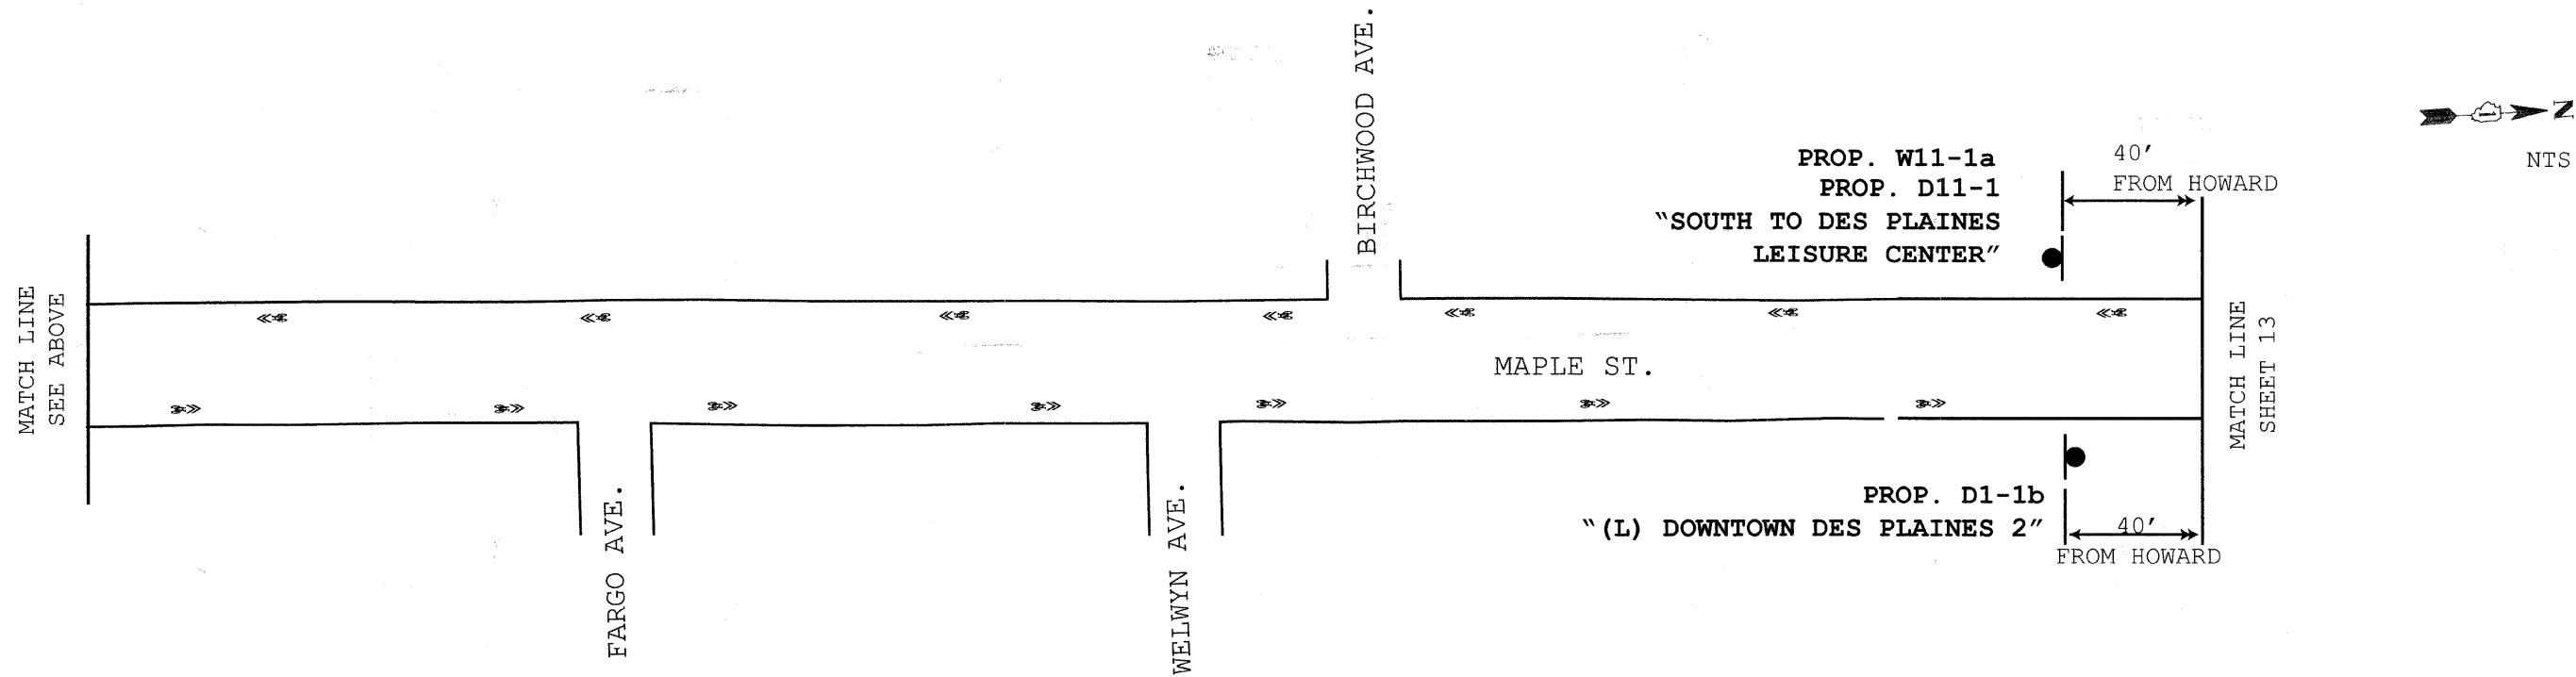 BIRCHWOOD AVE.
N
NTS
PROP. W11-1a
PROP. D11-1
"SOUTH TO DES PLAINES
LEISURE CENTER"
40'
FROM HOWARD
MATCH LINE
SEE ABOVE
MAPLE ST.
MATCH LINE
SHEET 13
FARGO AVE.
WELWYN AVE.
PROP. D1-1b
"(L) DOWNTOWN DES PLAINES 2"
40'
FROM HOWARD